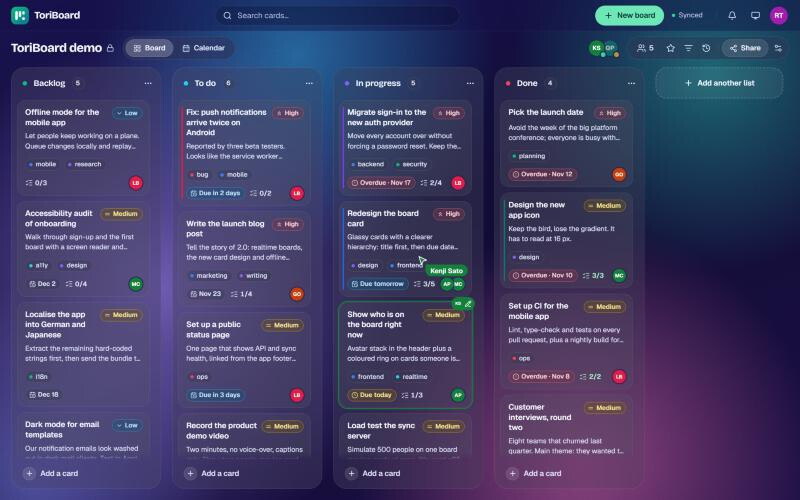 ToriBoard
Search cards...
New board
Synced
RT
ToriBoard demo
Board
Calendar
KS
GP
5
Share
Backlog 5
Offline mode for the
mobile app
Low
Let people keep working on a plane.
Queue changes locally and replay...
mobile
research
0/3
LB
Accessibility audit
of onboarding
Medium
Walk through sign-up and the first
board with a screen reader and...
a11y
design
Dec 2
0/4
MC
Localise the app
into German and
Japanese
Medium
Extract the remaining hard-coded
strings first, then send the bundle t...
i18n
Dec 18
Dark mode for email
templates
Low
Our notification emails look washed
Add a card
To do 6
Fix: push notifications
arrive twice on
Android
High
Reported by three beta testers.
Looks like the service worker...
bug
mobile
Due in 2 days
0/2
LB
Write the launch blog
post
High
Tell the story of 2.0: realtime boards,
the new card design and offline...
marketing
writing
Nov 23
1/4
GO
Set up a public
status page
Medium
One page that shows API and sync
health, linked from the app footer...
ops
Due in 3 days
1/3
LB
Record the product
demo video
Medium
Two minutes, no voice-over, captions
Add a card
In progress 5
Migrate sign-in to the
new auth provider
High
Move every account over without
forcing a password reset. Keep the...
backend
security
Overdue · Nov 17
2/4
LB
Redesign the board
card
High
Glassy cards with a clearer
hierarchy: title first, then due date...
design
frontend
Kenji Sato
Due tomorrow
3/5
AP
MC
KS
Show who is on
the board right
now
Medium
Avatar stack in the header plus a
coloured ring on cards someone is...
frontend
realtime
Due today
1/3
AP
Load test the sync
server
Medium
Simulate 500 people on one board
Add a card
Done 4
Pick the launch date
High
Avoid the week of the big platform
conference; everyone is busy with...
planning
Overdue · Nov 12
GO
Design the new
app icon
Medium
Keep the bird, lose the gradient. It
has to read at 16 px.
design
Overdue · Nov 10
3/3
MC
Set up CI for the
mobile app
Medium
Lint, type-check and tests on every
pull request, plus a nightly build for...
ops
Overdue · Nov 8
2/2
LB
Customer
interviews, round
two
Medium
Eight teams that churned last
quarter. Main theme: they wanted t...
Add a card
Add another list